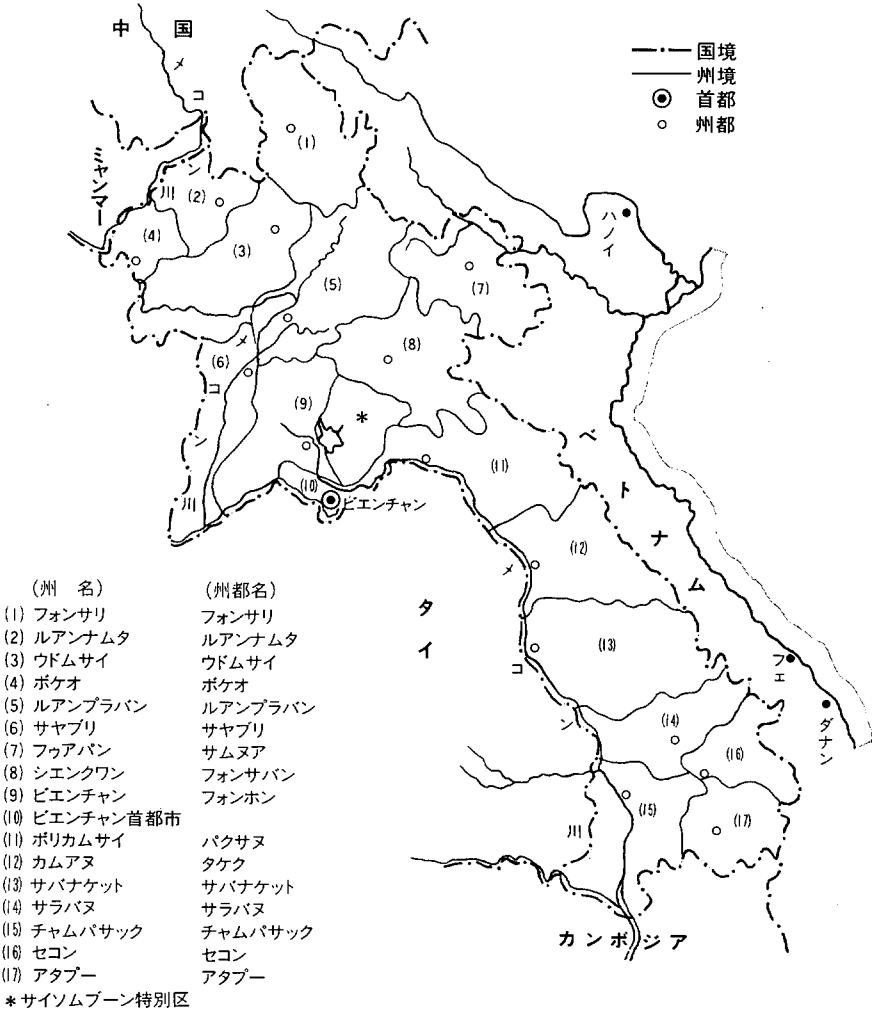 中国
メコン川
ミャンマー
国境
州境
首都
州都
(1)
(2)
(3)
(4)
(5)
(6)
(7)
(8)
(9)
*
(10)
(11)
(12)
(13)
(14)
(15)
(16)
(17)
メコン川
ビエンチャン
ハノイ
ベトナム
タイ
メコン川
フエ
ダナン
カンボジア
(州 名) (州都名)
(1) フォンサリ フォンサリ
(2) ルアンナムタ ルアンナムタ
(3) ウドムサイ ウドムサイ
(4) ボケオ ボケオ
(5) ルアンプラバン ルアンプラバン
(6) サヤブリ サヤブリ
(7) フゥアパン サムヌア
(8) シエンクワン フォンサバン
(9) ビエンチャン フォンホン
(10) ビエンチャン首都市
(11) ボリカムサイ パクサヌ
(12) カムアヌ タケク
(13) サバナケット サバナケット
(14) サラバヌ サラバヌ
(15) チャムパサック チャムパサック
(16) セコン セコン
(17) アタプー アタプー
*サイソムブーン特別区